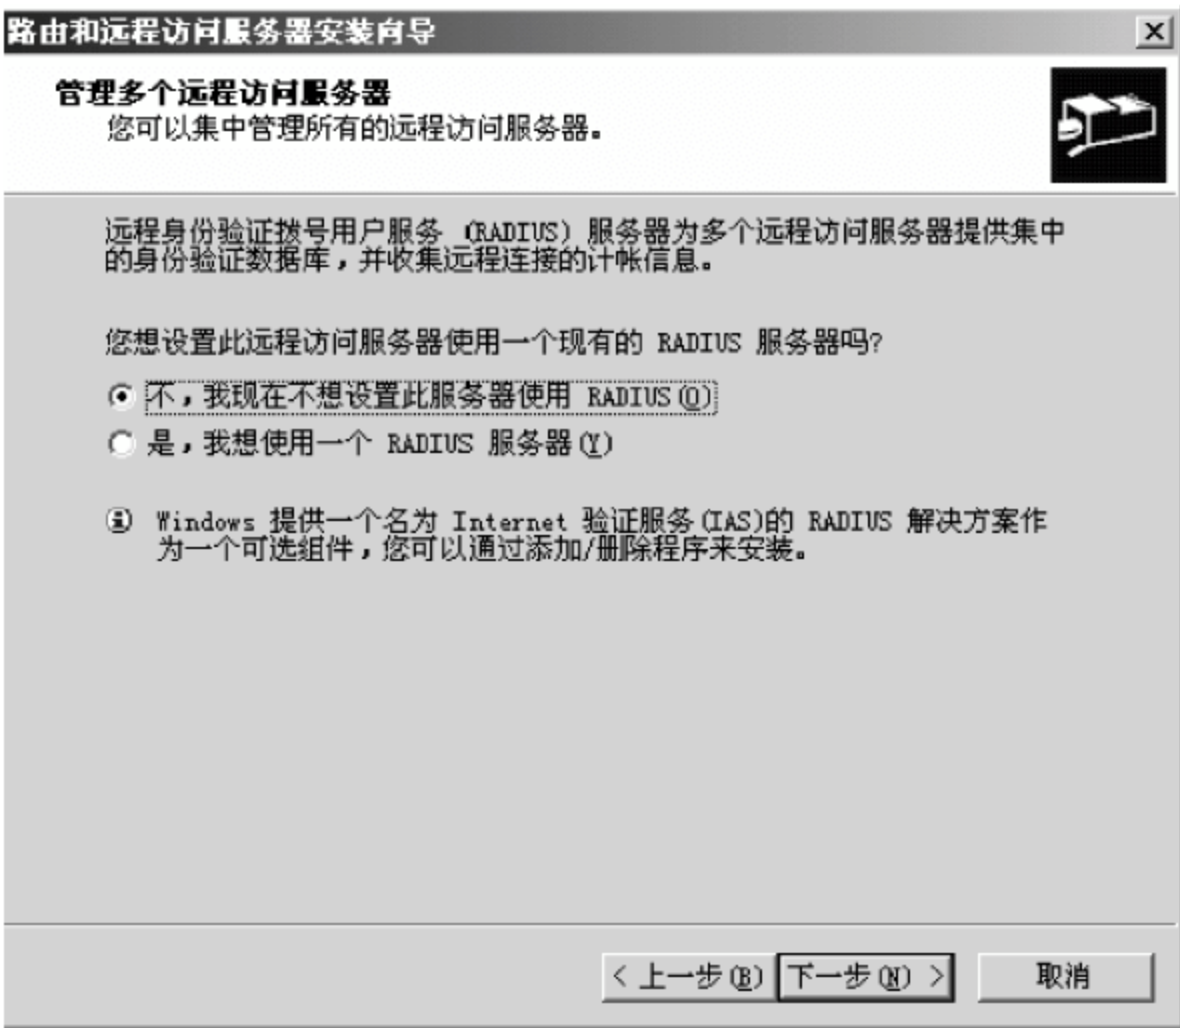 路由和远程访问服务器安装向导
管理多个远程访问服务器
您可以集中管理所有的远程访问服务器。
远程身份验证拨号用户服务 (RADIUS) 服务器为多个远程访问服务器提供集中
的身份验证数据库，并收集远程连接的计帐信息。
您想设置此远程访问服务器使用一个现有的 RADIUS 服务器吗?
不，我现在不想设置此服务器使用 RADIUS(O)
是，我想使用一个 RADIUS 服务器(Y)
Windows 提供一个名为 Internet 验证服务(IAS)的 RADIUS 解决方案作
为一个可选组件，您可以通过添加/删除程序来安装。
< 上一步(B) 下一步(N) > 取消